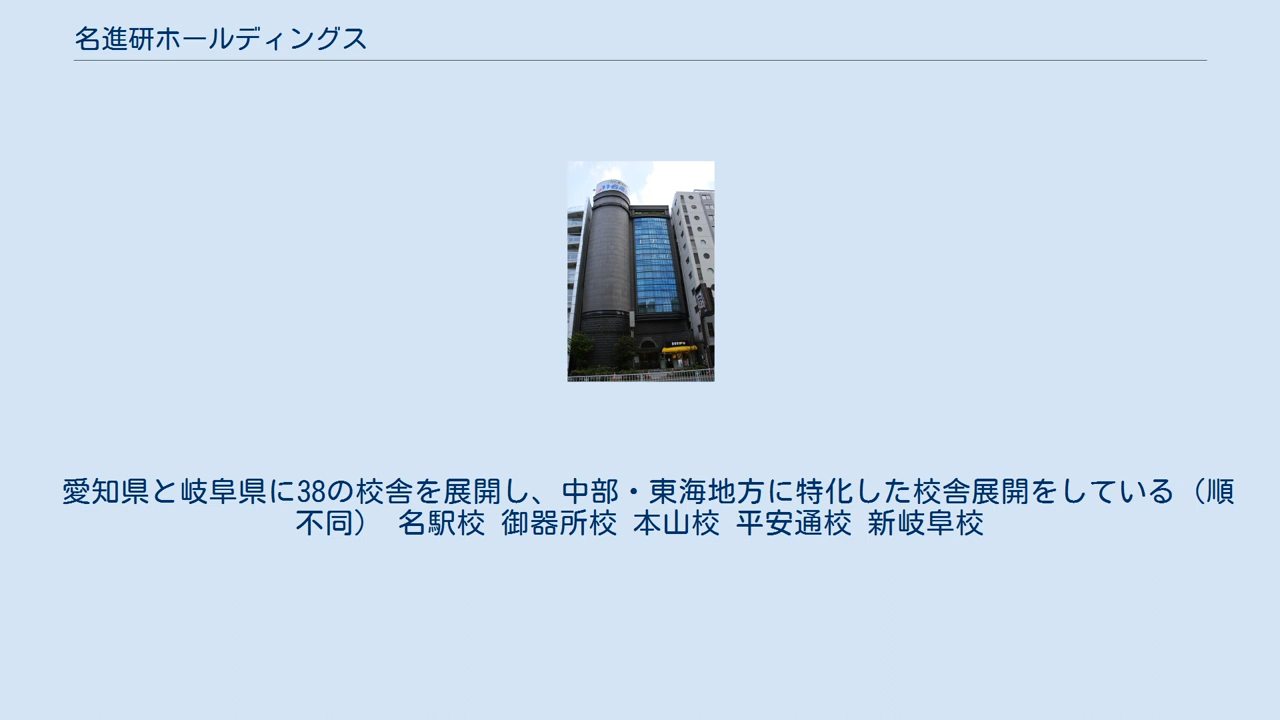 名進研ホールディングス
愛知県と岐阜県に38の校舎を展開し、中部・東海地方に特化した校舎展開をしている（順
不同） 名駅校 御器所校 本山校 平安通校 新岐阜校